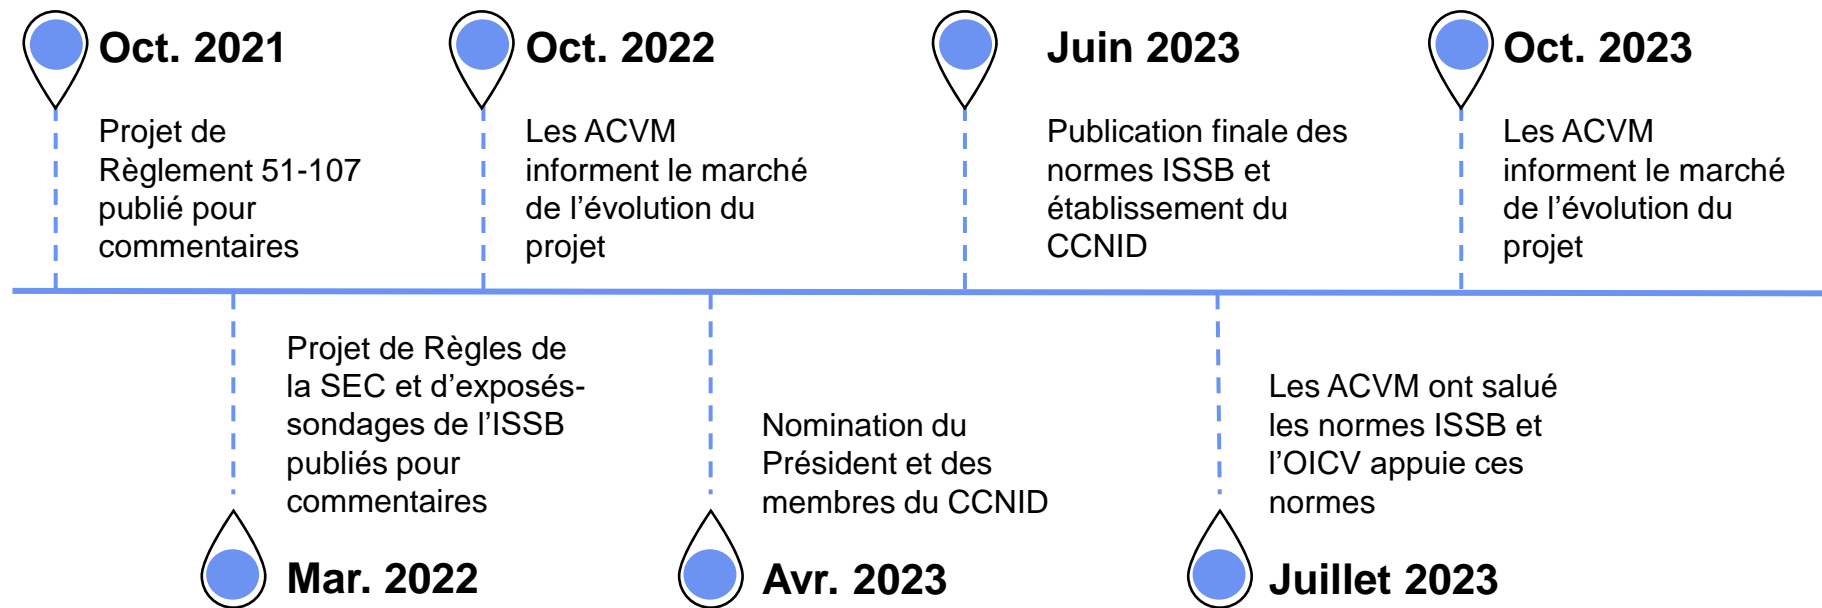 Oct. 2021
Projet de
Règlement 51-107
publié pour
commentaires
Mar. 2022
Projet de Règles de
la SEC et d’exposés-
sondages de l’ISSB
publiés pour
commentaires
Oct. 2022
Les ACVM
informent le marché
de l’évolution du
projet
Avr. 2023
Nomination du
Président et des
membres du CCNID
Juin 2023
Publication finale des
normes ISSB et
établissement du
CCNID
Juillet 2023
Les ACVM ont salué
les normes ISSB et
l’OICV appuie ces
normes
Oct. 2023
Les ACVM
informent le marché
de l’évolution du
projet